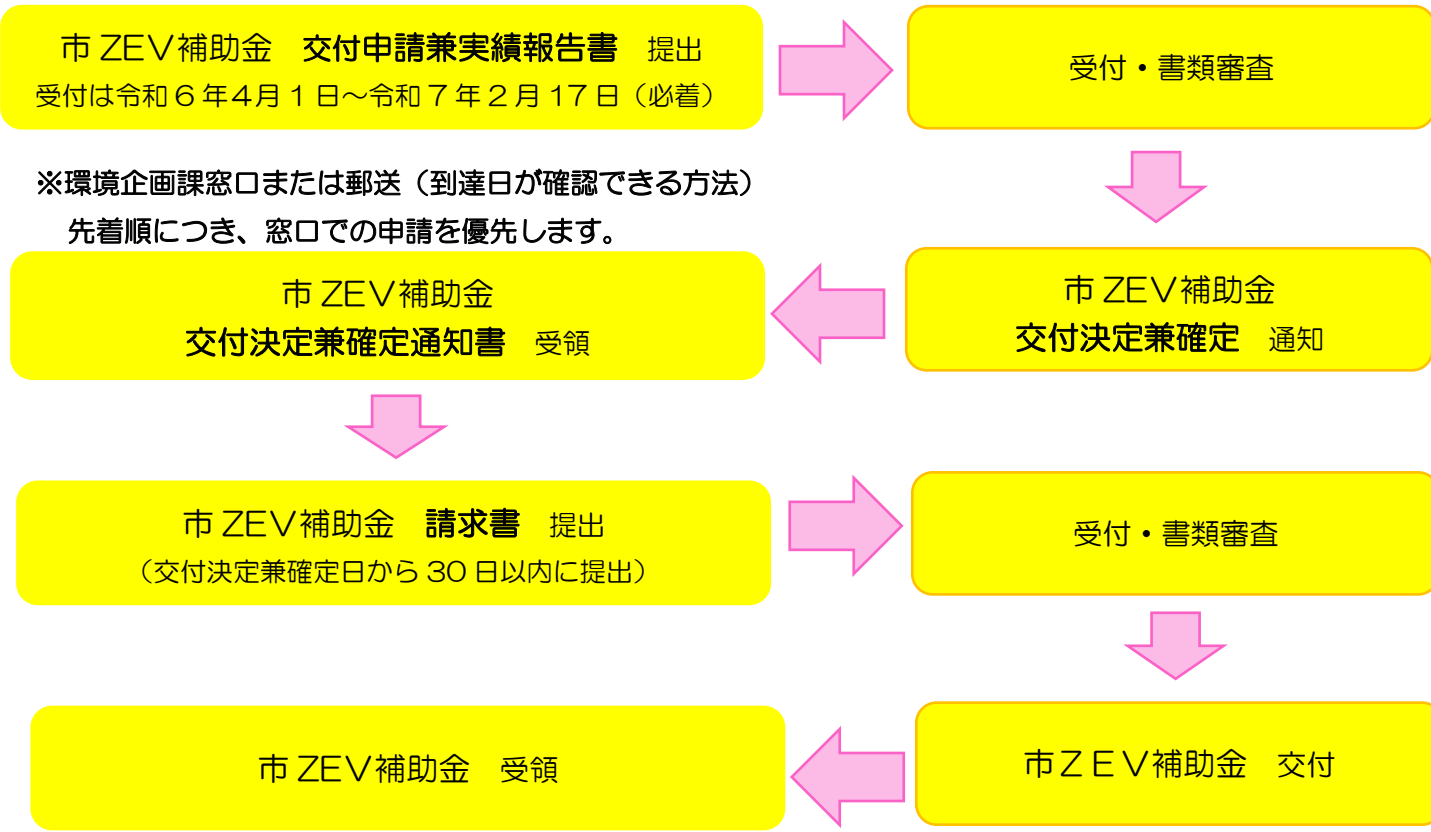 市ZEV補助金 交付申請兼実績報告書 提出
受付は令和6年4月1日～令和7年2月17日（必着）
受付・書類審査
※環境企画課窓口または郵送（到達日が確認できる方法）
先着順につき、窓口での申請を優先します。
市ZEV補助金
交付決定兼確定 通知
市ZEV補助金
交付決定兼確定通知書 受領
市ZEV補助金 請求書 提出
（交付決定兼確定日から30日以内に提出）
受付・書類審査
市ZEV補助金 交付
市ZEV補助金 受領